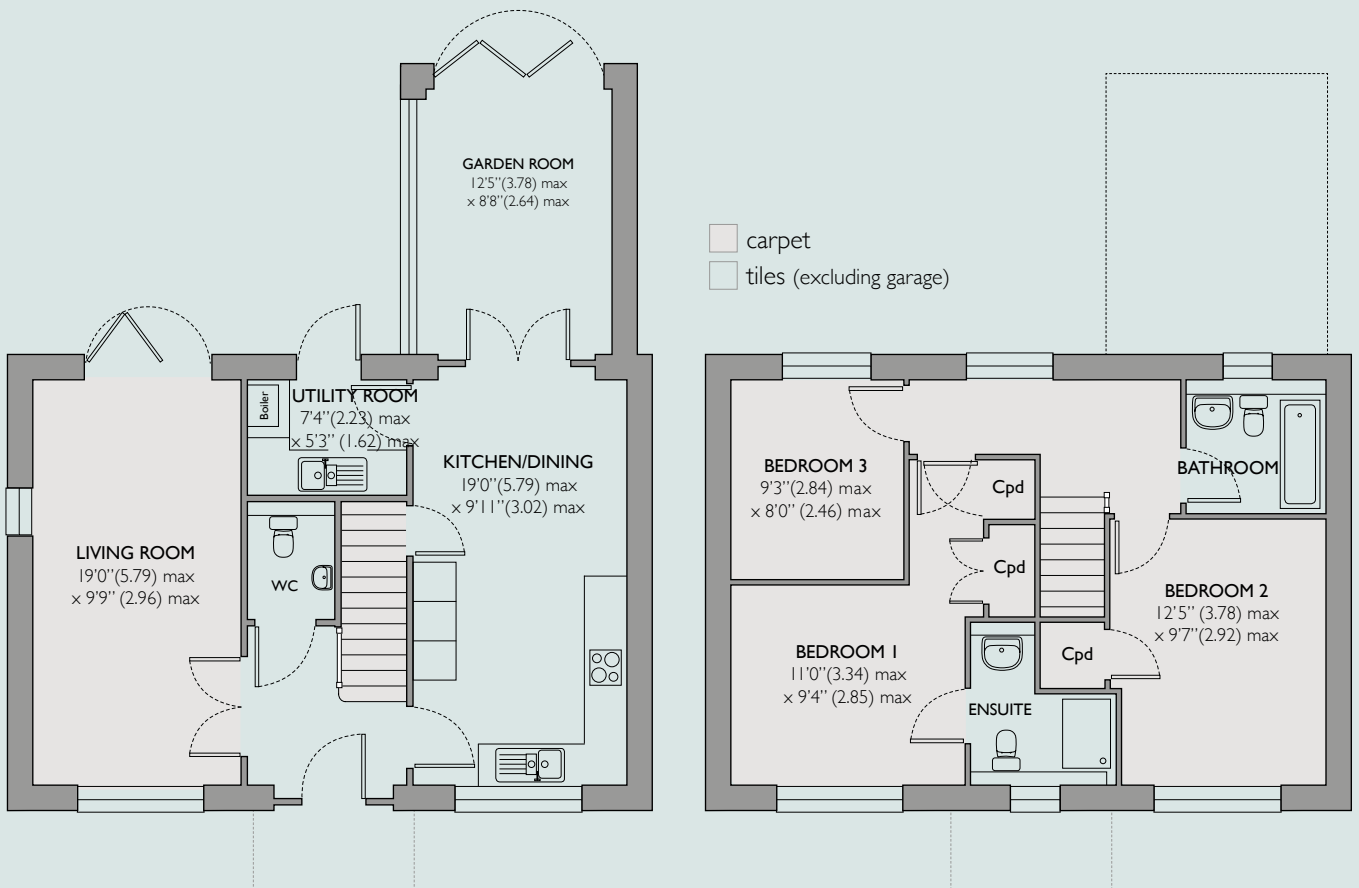 GARDEN ROOM
12'5"(3.78) max
x 8'8"(2.64) max
carpet
tiles (excluding garage)
Boiler
UTILITY ROOM
7'4"(2.23) max
x 5'3" (1.62) max
KITCHEN/DINING
19'0"(5.79) max
x 9'11"(3.02) max
LIVING ROOM
19'0"(5.79) max
x 9'9" (2.96) max
WC
BEDROOM 3
9'3"(2.84) max
x 8'0" (2.46) max
Cpd
BATHROOM
Cpd
BEDROOM 2
12'5" (3.78) max
x 9'7"(2.92) max
BEDROOM 1
11'0"(3.34) max
x 9'4" (2.85) max
Cpd
ENSUITE